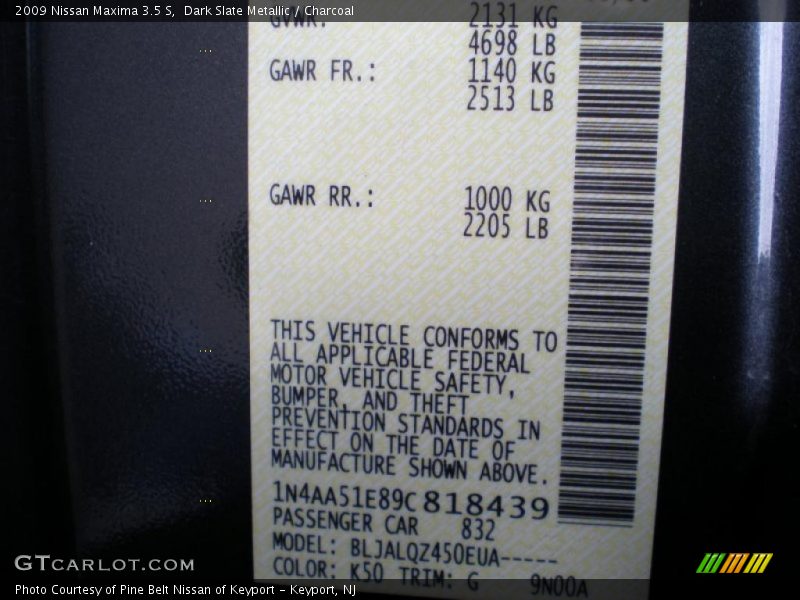 2009 Nissan Maxima 3.5 S,  Dark Slate Metallic / Charcoal
GVWR: 2131 KG
4698 LB
GAWR FR.: 1140 KG
2513 LB
GAWR RR.: 1000 KG
2205 LB
THIS VEHICLE CONFORMS TO
ALL APPLICABLE FEDERAL
MOTOR VEHICLE SAFETY,
BUMPER, AND THEFT
PREVENTION STANDARDS IN
EFFECT ON THE DATE OF
MANUFACTURE SHOWN ABOVE.
1N4AA51E89C818439
PASSENGER CAR 832
MODEL: BLJALQZ450EUA-----
COLOR: K50 TRIM: G 9N00A
GTCARLOT.COM
Photo Courtesy of Pine Belt Nissan of Keyport – Keyport, NJ